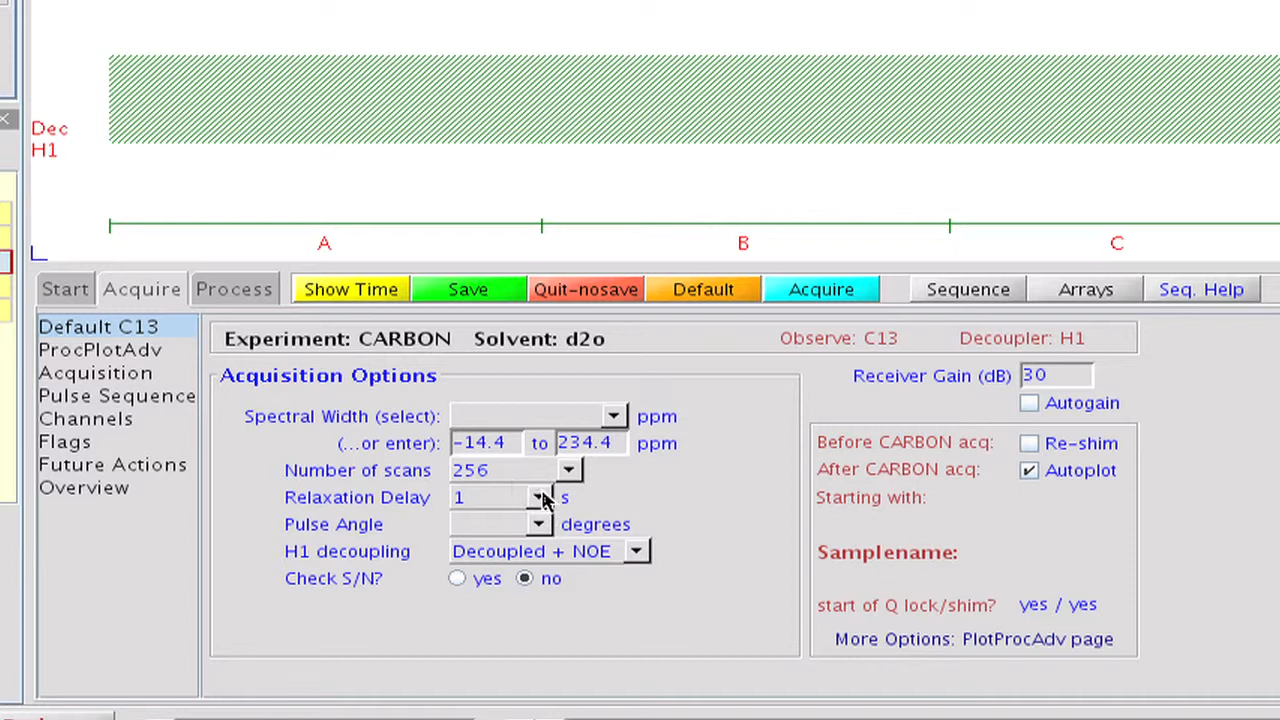 Dec
H1
A B C
Start Acquire Process Show Time Save Quit-nosave Default Acquire Sequence Arrays Seq. Help
Default C13
ProcPlotAdv
Acquisition
Pulse Sequence
Channels
Flags
Future Actions
Overview
Experiment: CARBON Solvent: d2o Observe: C13 Decoupler: H1
Acquisition Options
Spectral Width (select): ppm
(...or enter): -14.4 to 234.4 ppm
Number of scans 256
Relaxation Delay 1 s
Pulse Angle degrees
H1 decoupling Decoupled + NOE
Check S/N? yes no
Receiver Gain (dB) 30
Autogain
Before CARBON acq: Re-shim
After CARBON acq: Autoplot
Starting with:
Samplename:
start of Q lock/shim? yes / yes
More Options: PlotProcAdv page